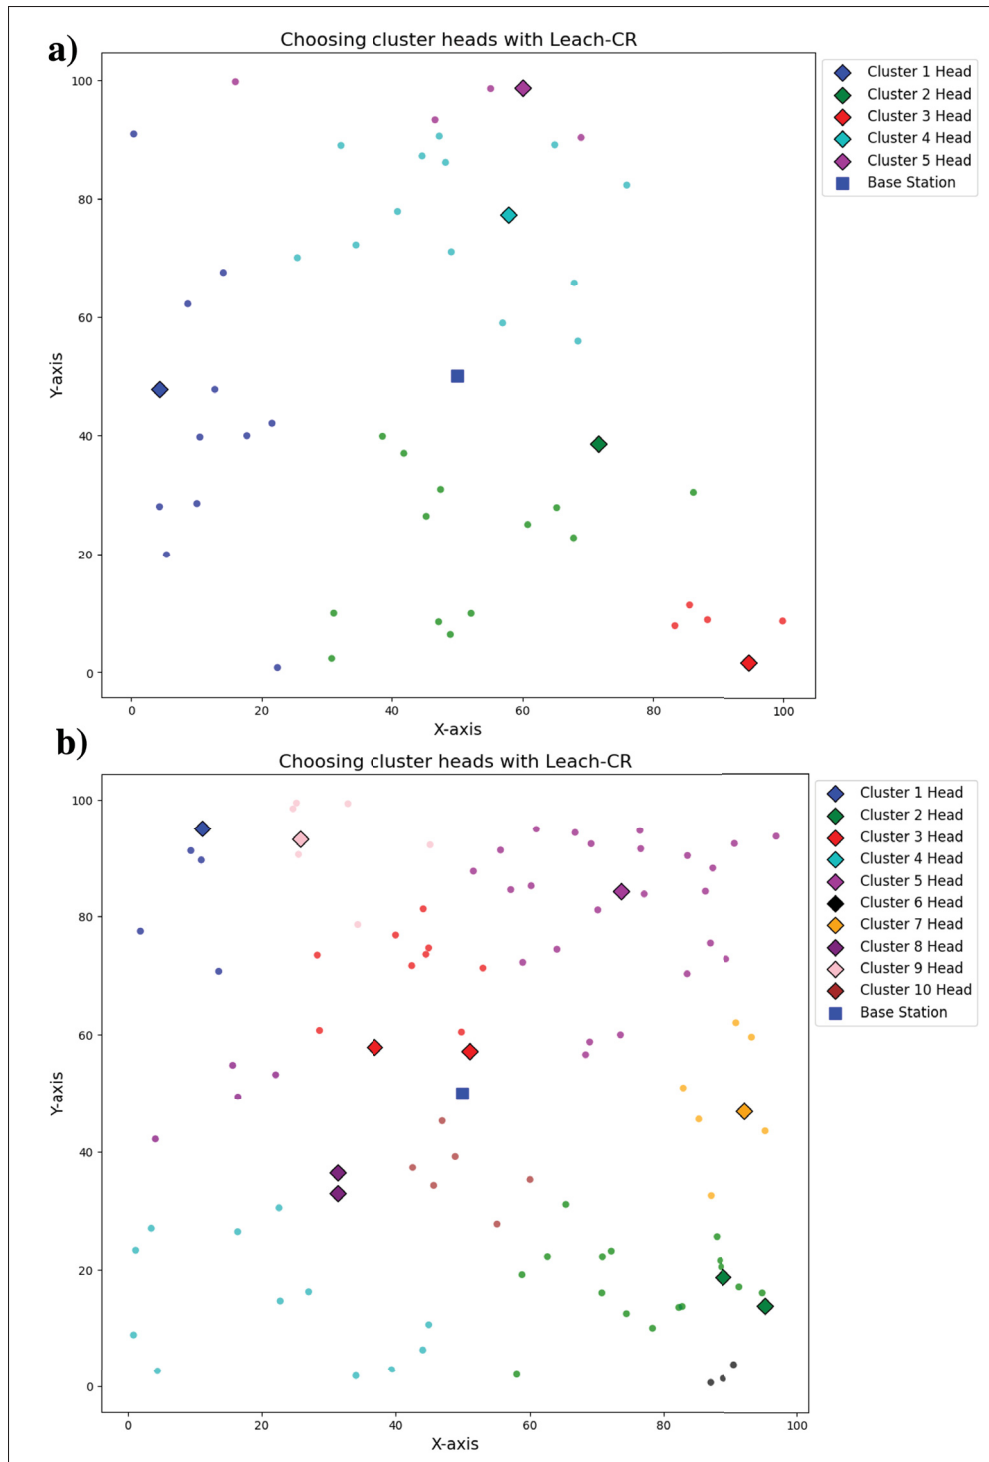 a)
Choosing cluster heads with Leach-CR
100
80
60
40
20
0
Y-axis
0 20 40 60 80 100
X-axis
Cluster 1 Head
Cluster 2 Head
Cluster 3 Head
Cluster 4 Head
Cluster 5 Head
Base Station
b)
Choosing cluster heads with Leach-CR
100
80
60
40
20
0
Y-axis
0 20 40 60 80 100
X-axis
Cluster 1 Head
Cluster 2 Head
Cluster 3 Head
Cluster 4 Head
Cluster 5 Head
Cluster 6 Head
Cluster 7 Head
Cluster 8 Head
Cluster 9 Head
Cluster 10 Head
Base Station